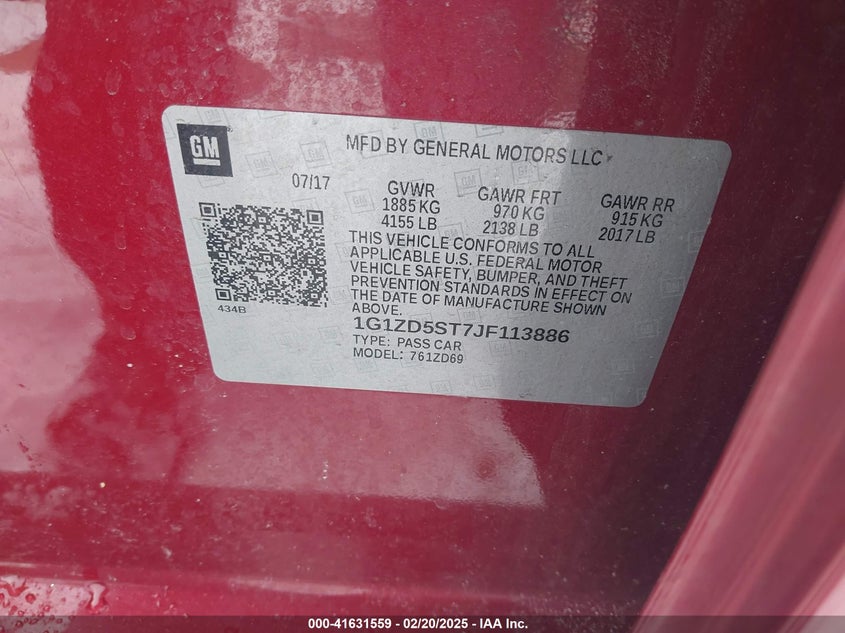 GM
MFD BY GENERAL MOTORS LLC
07/17
GVWR
1885 KG
4155 LB
GAWR FRT
970 KG
2138 LB
GAWR RR
915 KG
2017 LB
THIS VEHICLE CONFORMS TO ALL
APPLICABLE U.S. FEDERAL MOTOR
VEHICLE SAFETY, BUMPER, AND THEFT
PREVENTION STANDARDS IN EFFECT ON
THE DATE OF MANUFACTURE SHOWN
ABOVE.
434B
1G1ZD5ST7JF113886
TYPE: PASS CAR
MODEL: 761ZD69
000-41631559 — 02/20/2025 — IAA Inc.